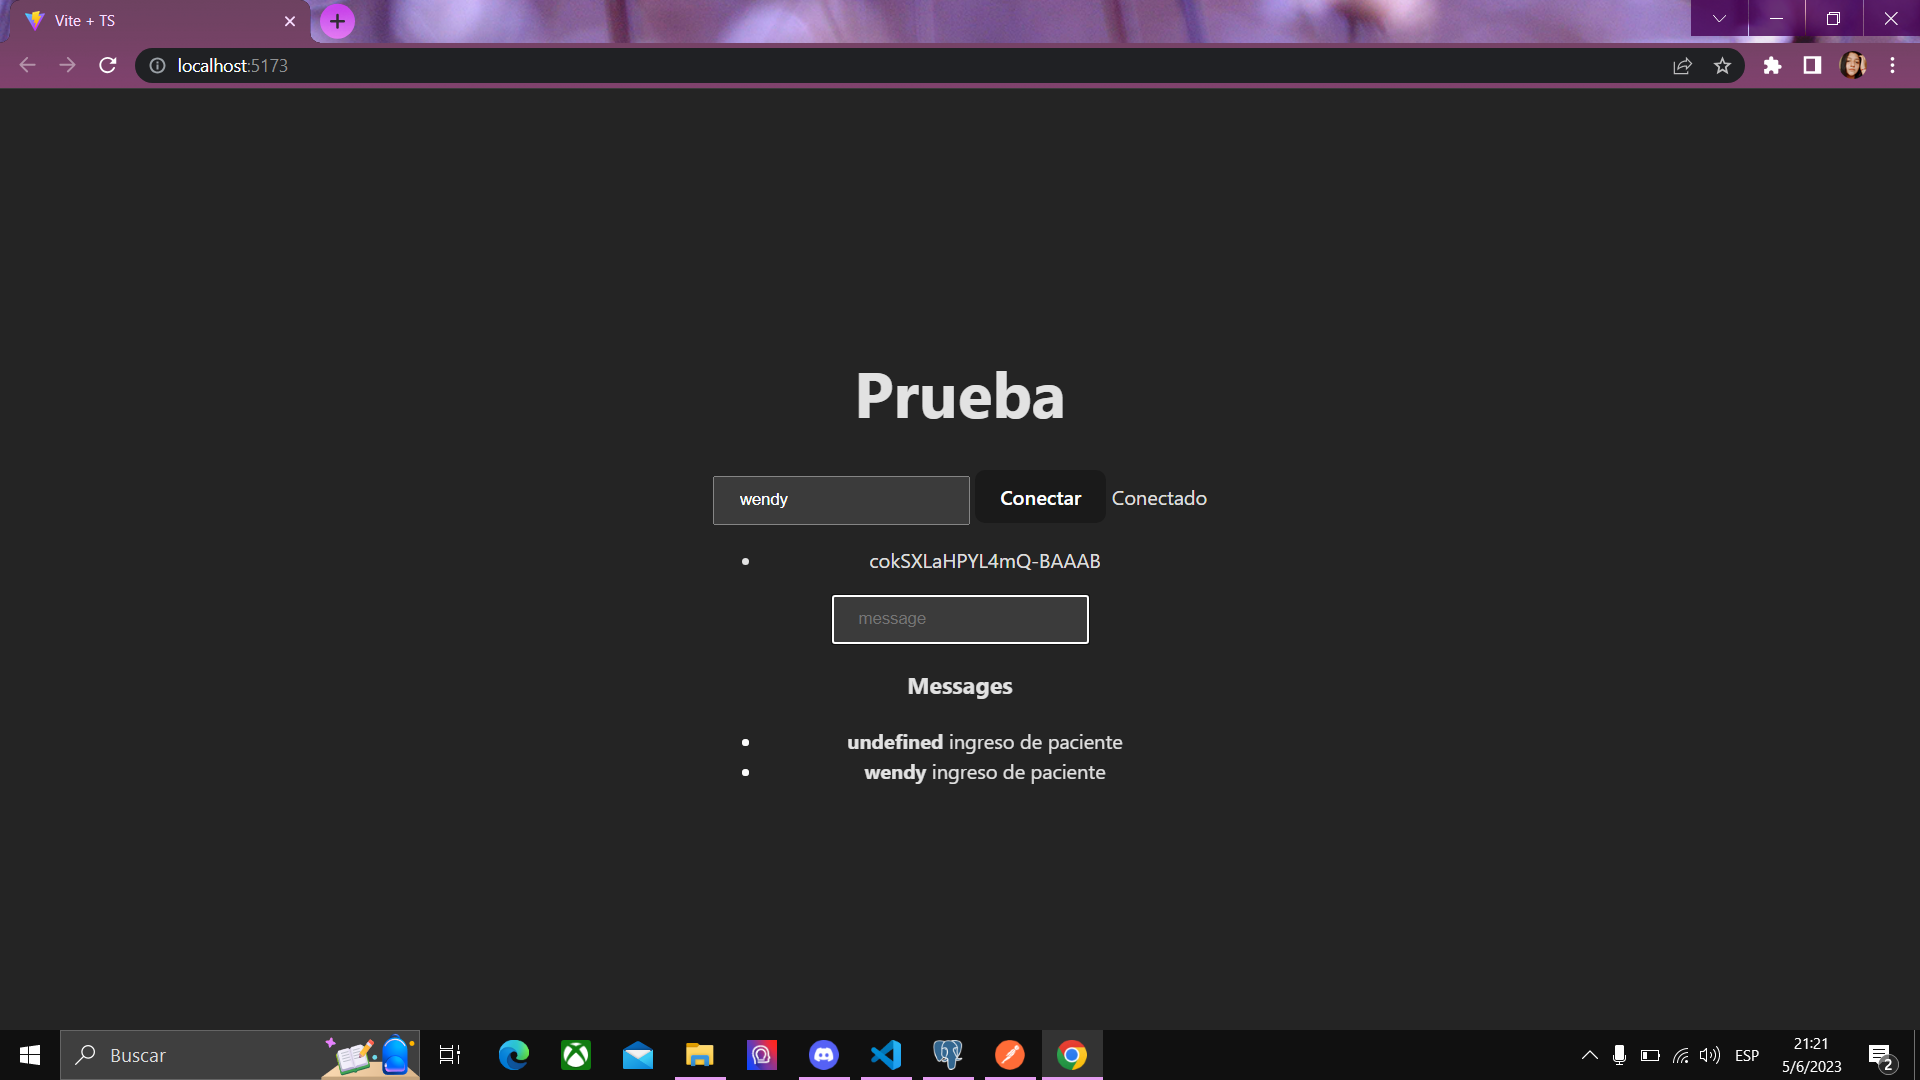 Vite + TS
localhost:5173
Prueba
wendy
Conectar
Conectado
cokSXLaHPYL4mQ-BAAAB
message
Messages
undefined ingreso de paciente
wendy ingreso de paciente
Buscar
ESP
21:21
5/6/2023
2